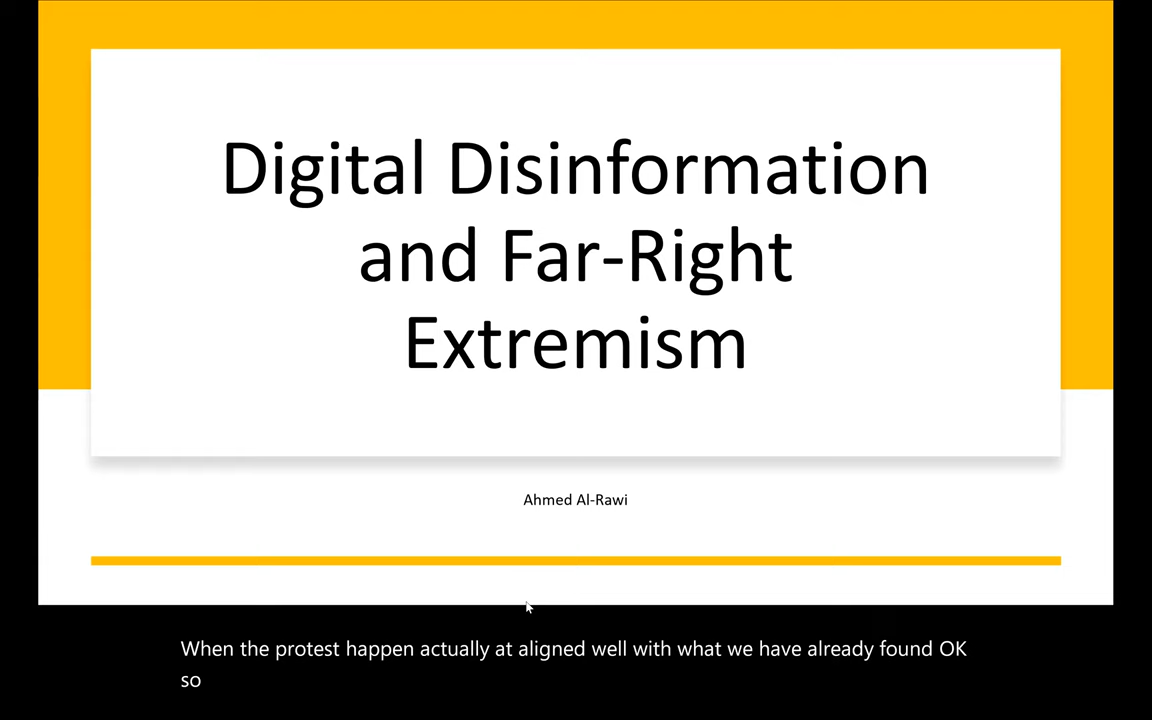 Digital Disinformation
and Far-Right
Extremism
Ahmed Al-Rawi
When the protest happen actually at aligned well with what we have already found OK
so